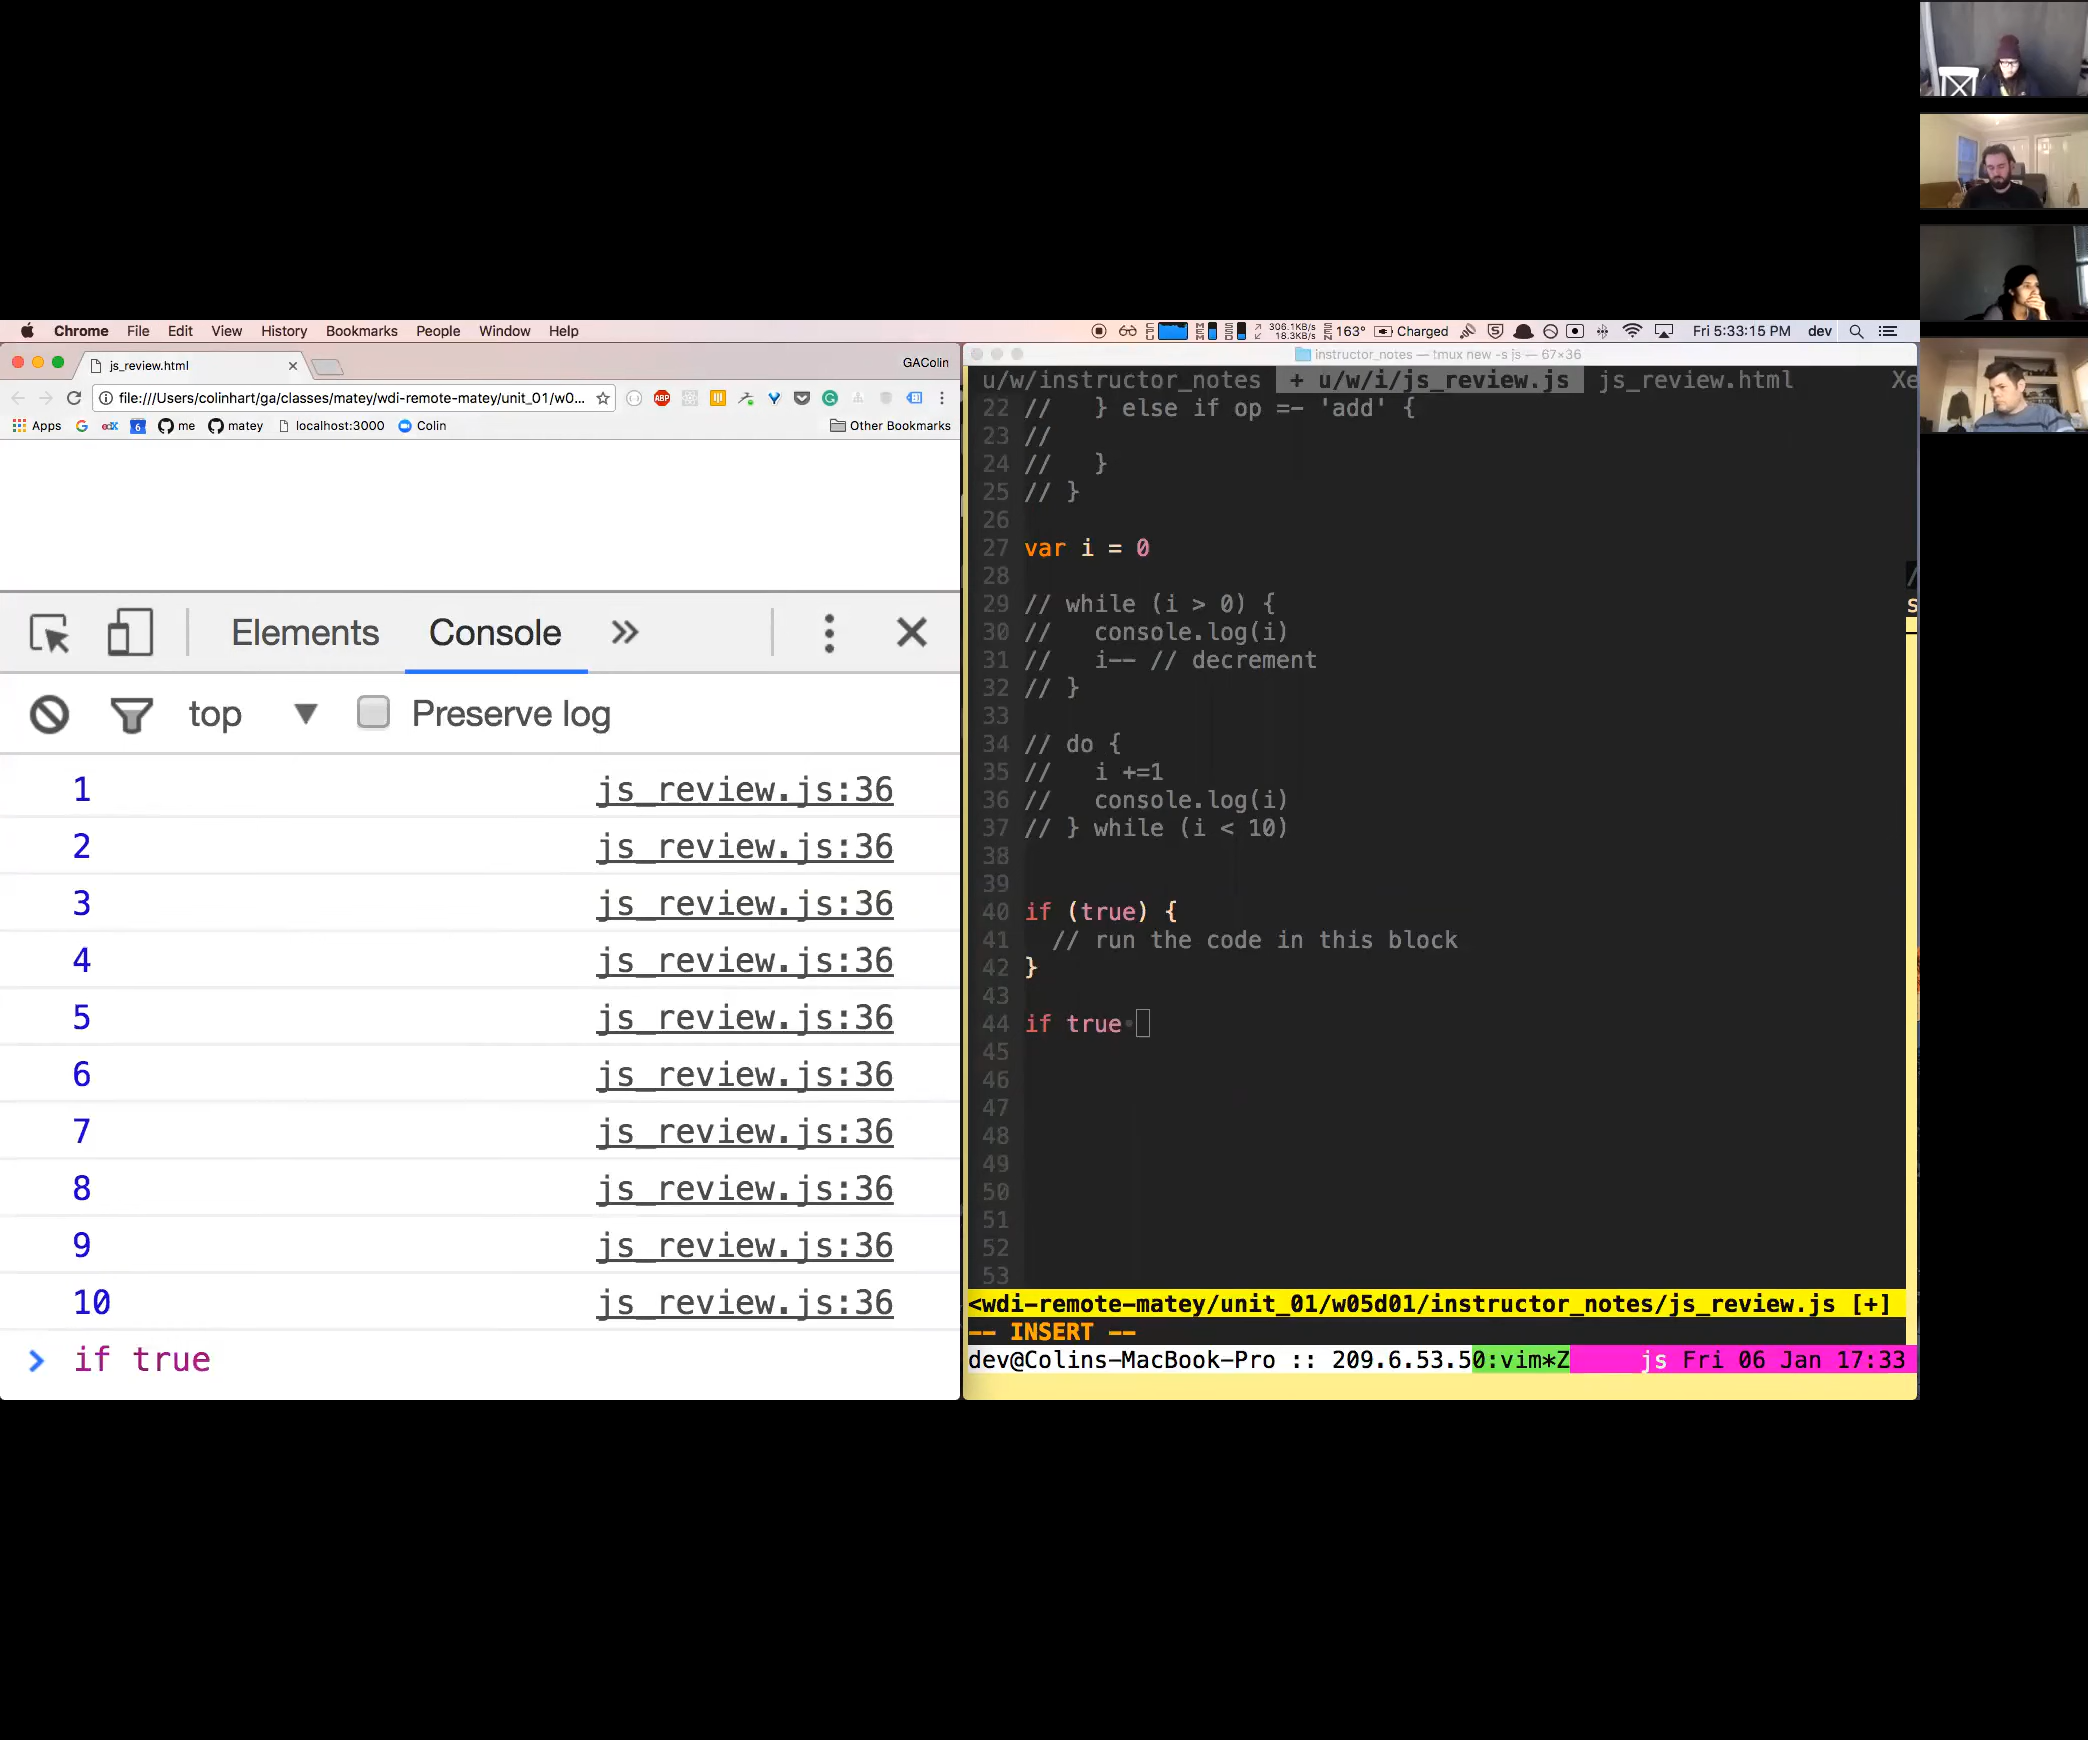 Chrome File Edit View History Bookmarks People Window Help
306.1KB/s
18.3KB/s
163° Charged Fri 5:33:15 PM dev
js_review.html
GAColin
file:///Users/colinhart/ga/classes/matey/wdi-remote-matey/unit_01/w0...
Apps me matey localhost:3000 Colin Other Bookmarks
Elements Console »
top Preserve log
1 js_review.js:36
2 js_review.js:36
3 js_review.js:36
4 js_review.js:36
5 js_review.js:36
6 js_review.js:36
7 js_review.js:36
8 js_review.js:36
9 js_review.js:36
10 js_review.js:36
> if true
instructor_notes — tmux new -s js — 67×36
u/w/instructor_notes + u/w/i/js_review.js js_review.html Xe
22 //   } else if op =- 'add' {
23 //
24 //   }
25 // }
26
27 var i = 0
28
29 // while (i > 0) {
30 //   console.log(i)
31 //   i-- // decrement
32 // }
33
34 // do {
35 //   i +=1
36 //   console.log(i)
37 // } while (i < 10)
38
39
40 if (true) {
41   // run the code in this block
42 }
43
44 if true
45
46
47
48
49
50
51
52
53
<wdi-remote-matey/unit_01/w05d01/instructor_notes/js_review.js [+]
-- INSERT --
dev@Colins-MacBook-Pro :: 209.6.53.50:vim*Z js Fri 06 Jan 17:33